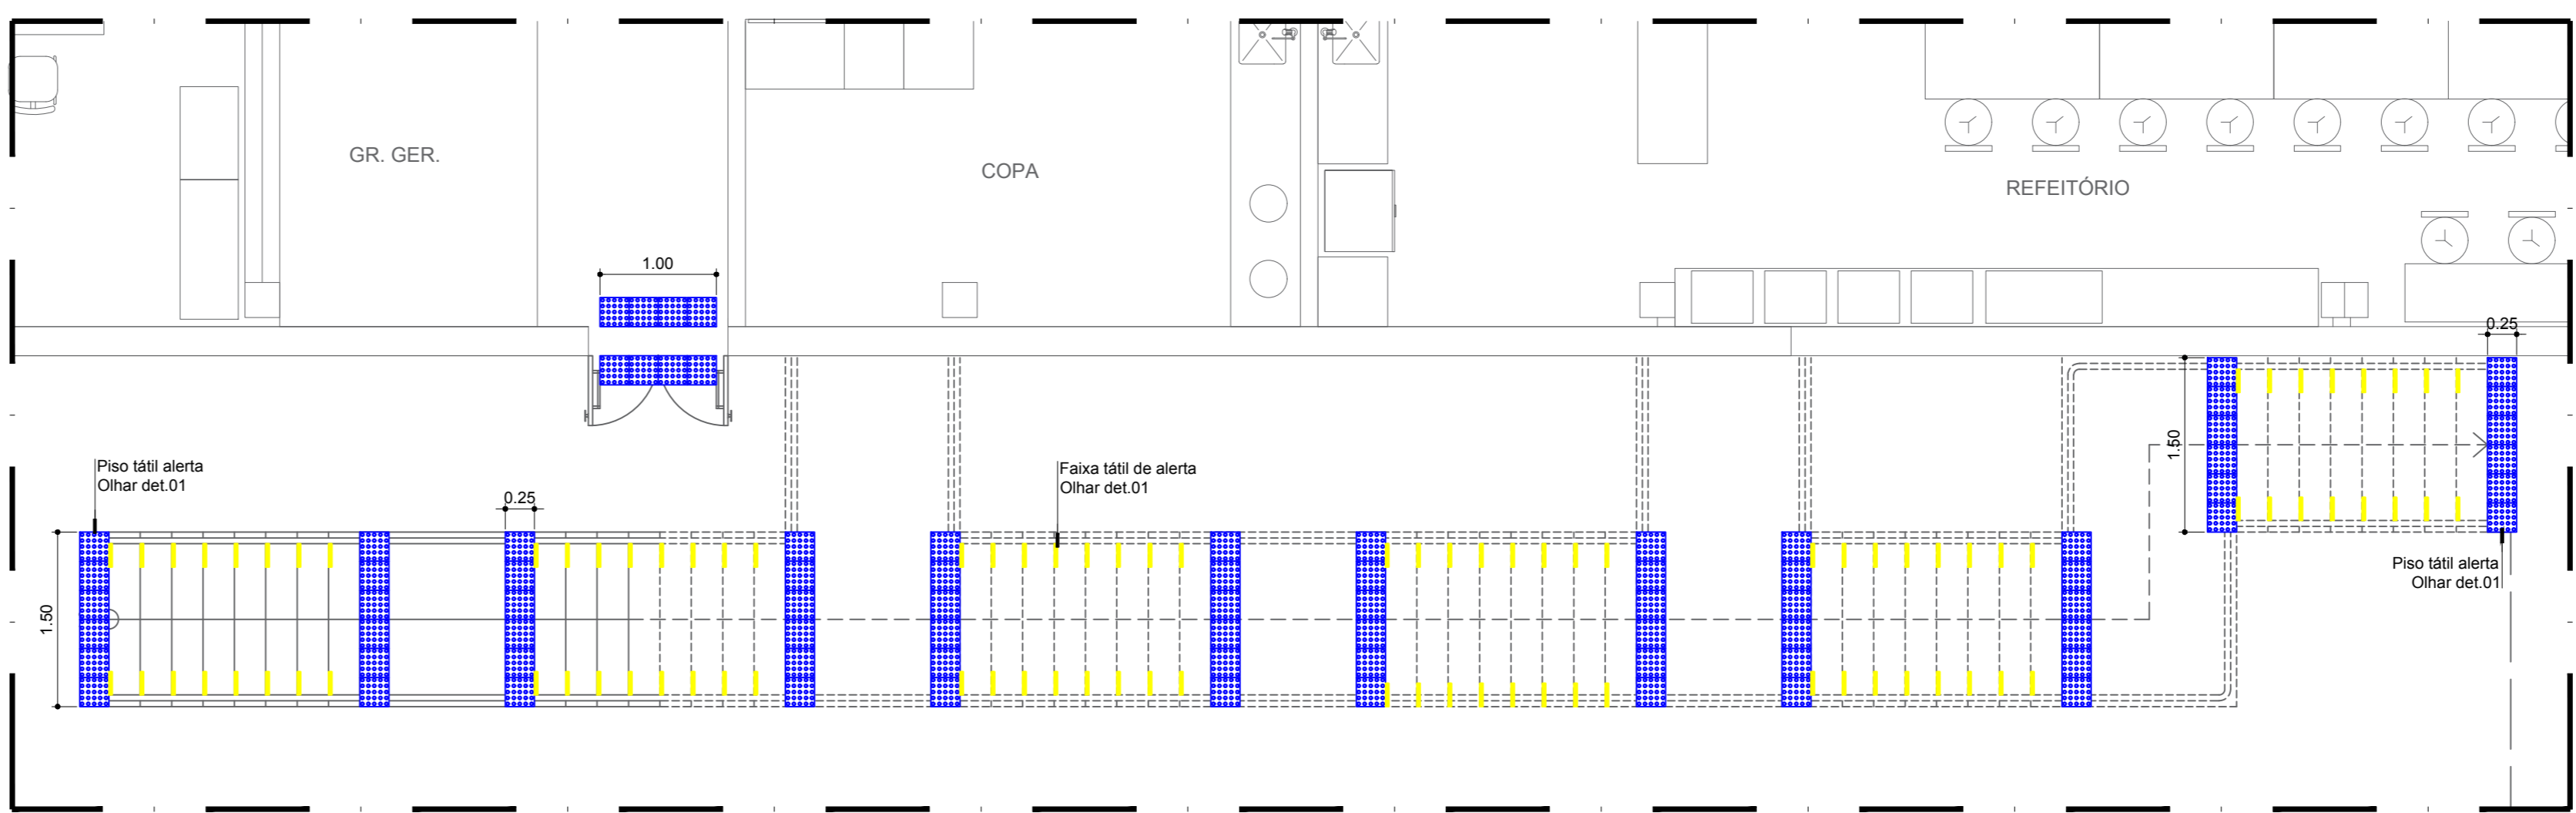 GR. GER.
COPA
REFEITÓRIO
1.00
0.25
Piso tátil alerta
Olhar det.01
0.25
Faixa tátil de alerta
Olhar det.01
1.50
1.50
Piso tátil alerta
Olhar det.01